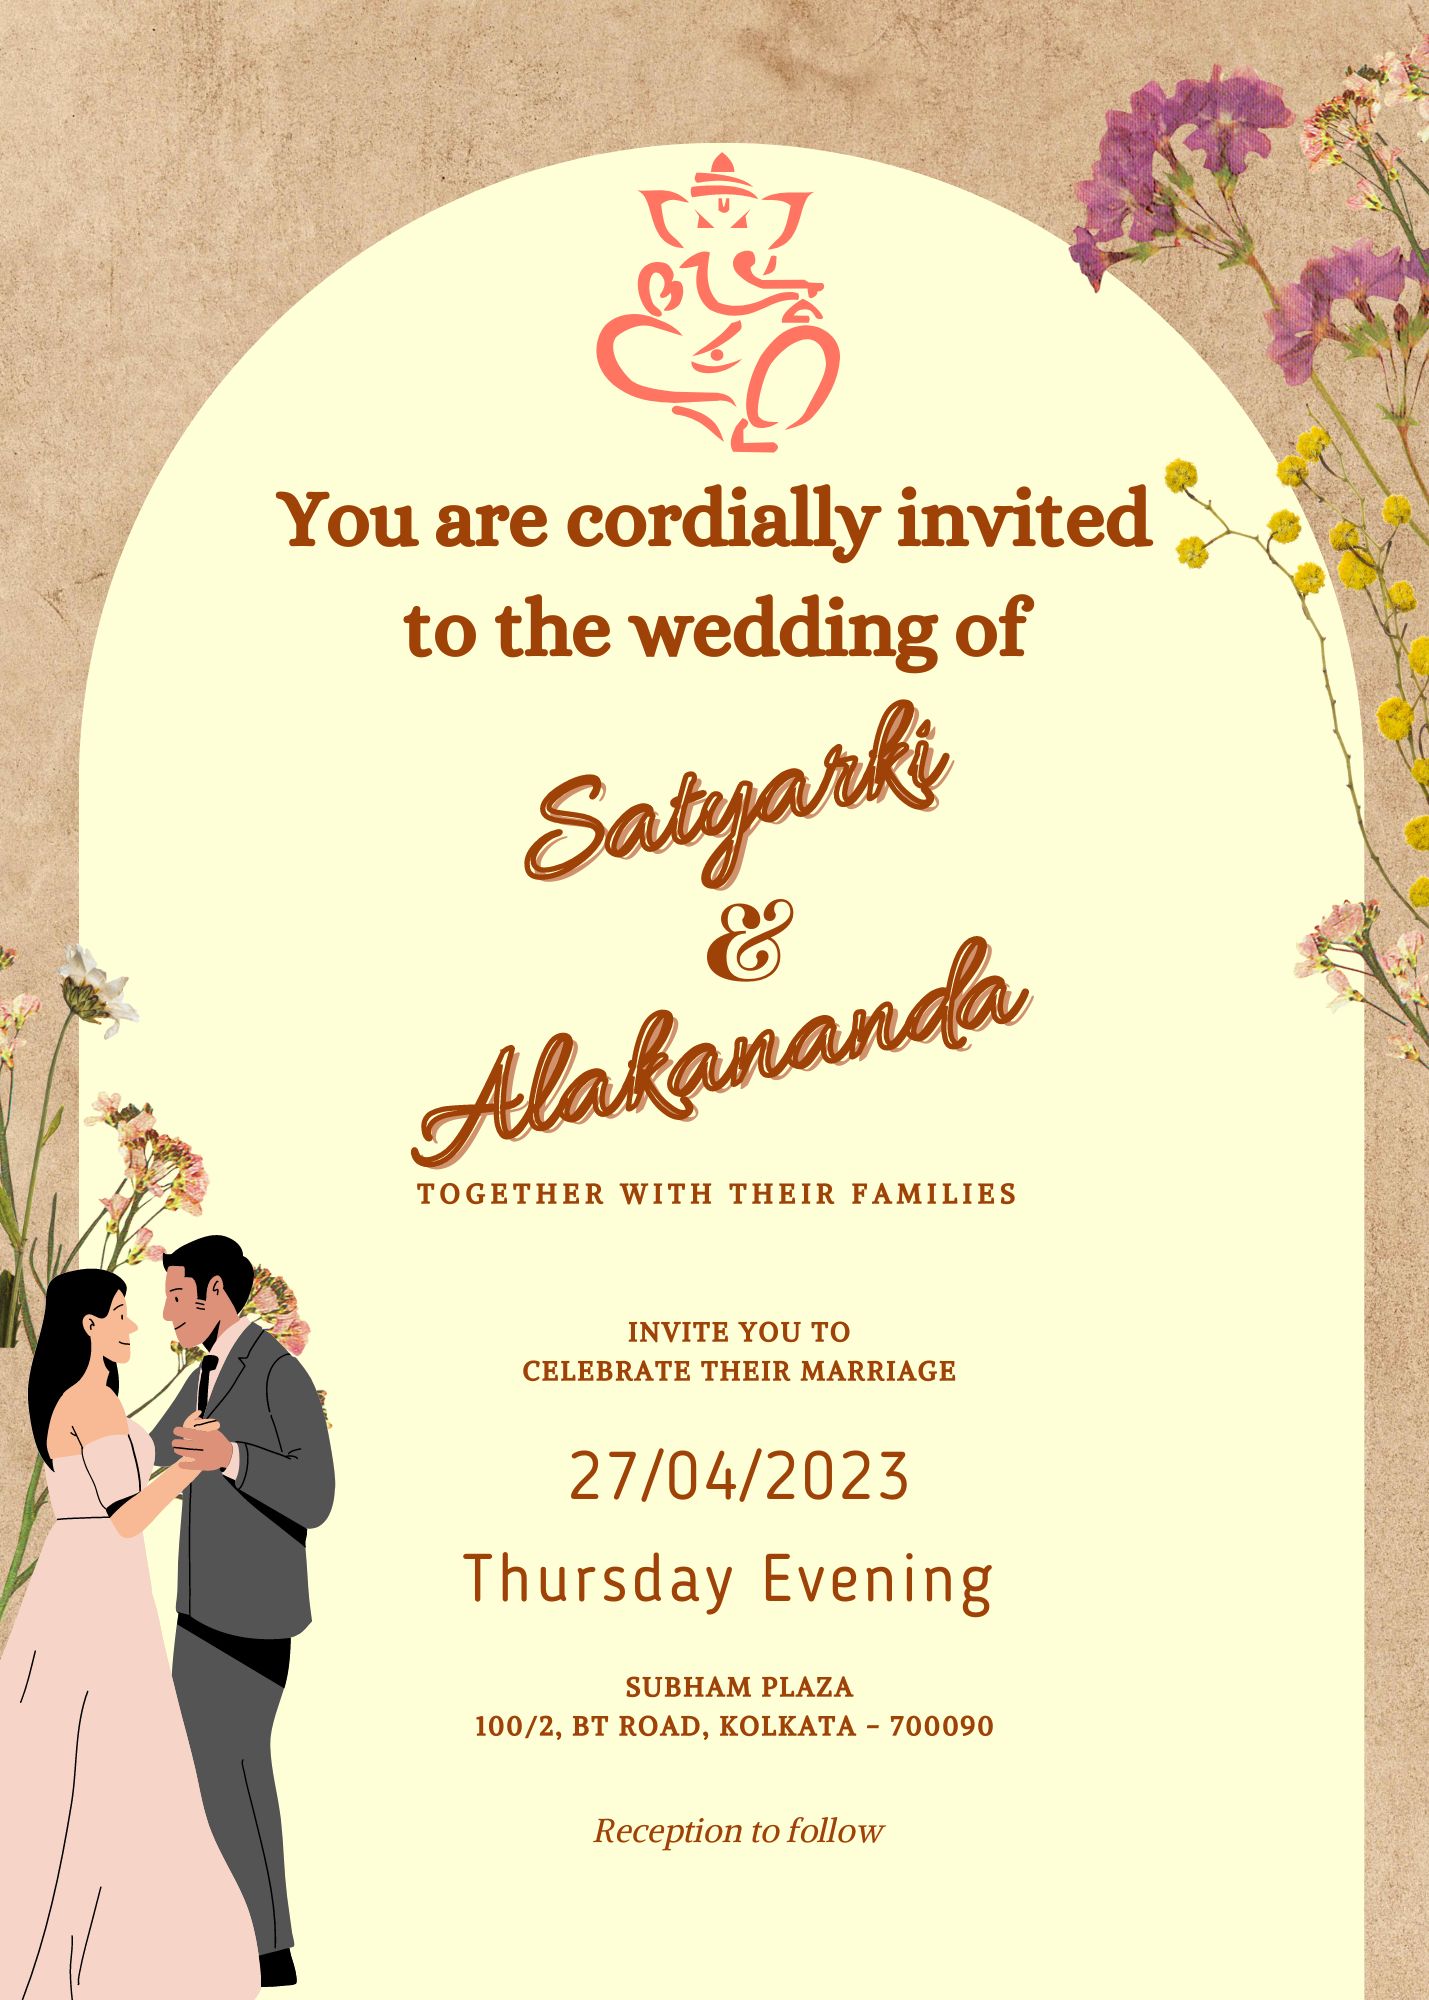 You are cordially invited
to the wedding of
Satyarki
&
Alakananda
TOGETHER WITH THEIR FAMILIES
INVITE YOU TO
CELEBRATE THEIR MARRIAGE
27/04/2023
Thursday Evening
SUBHAM PLAZA
100/2, BT ROAD, KOLKATA - 700090
Reception to follow